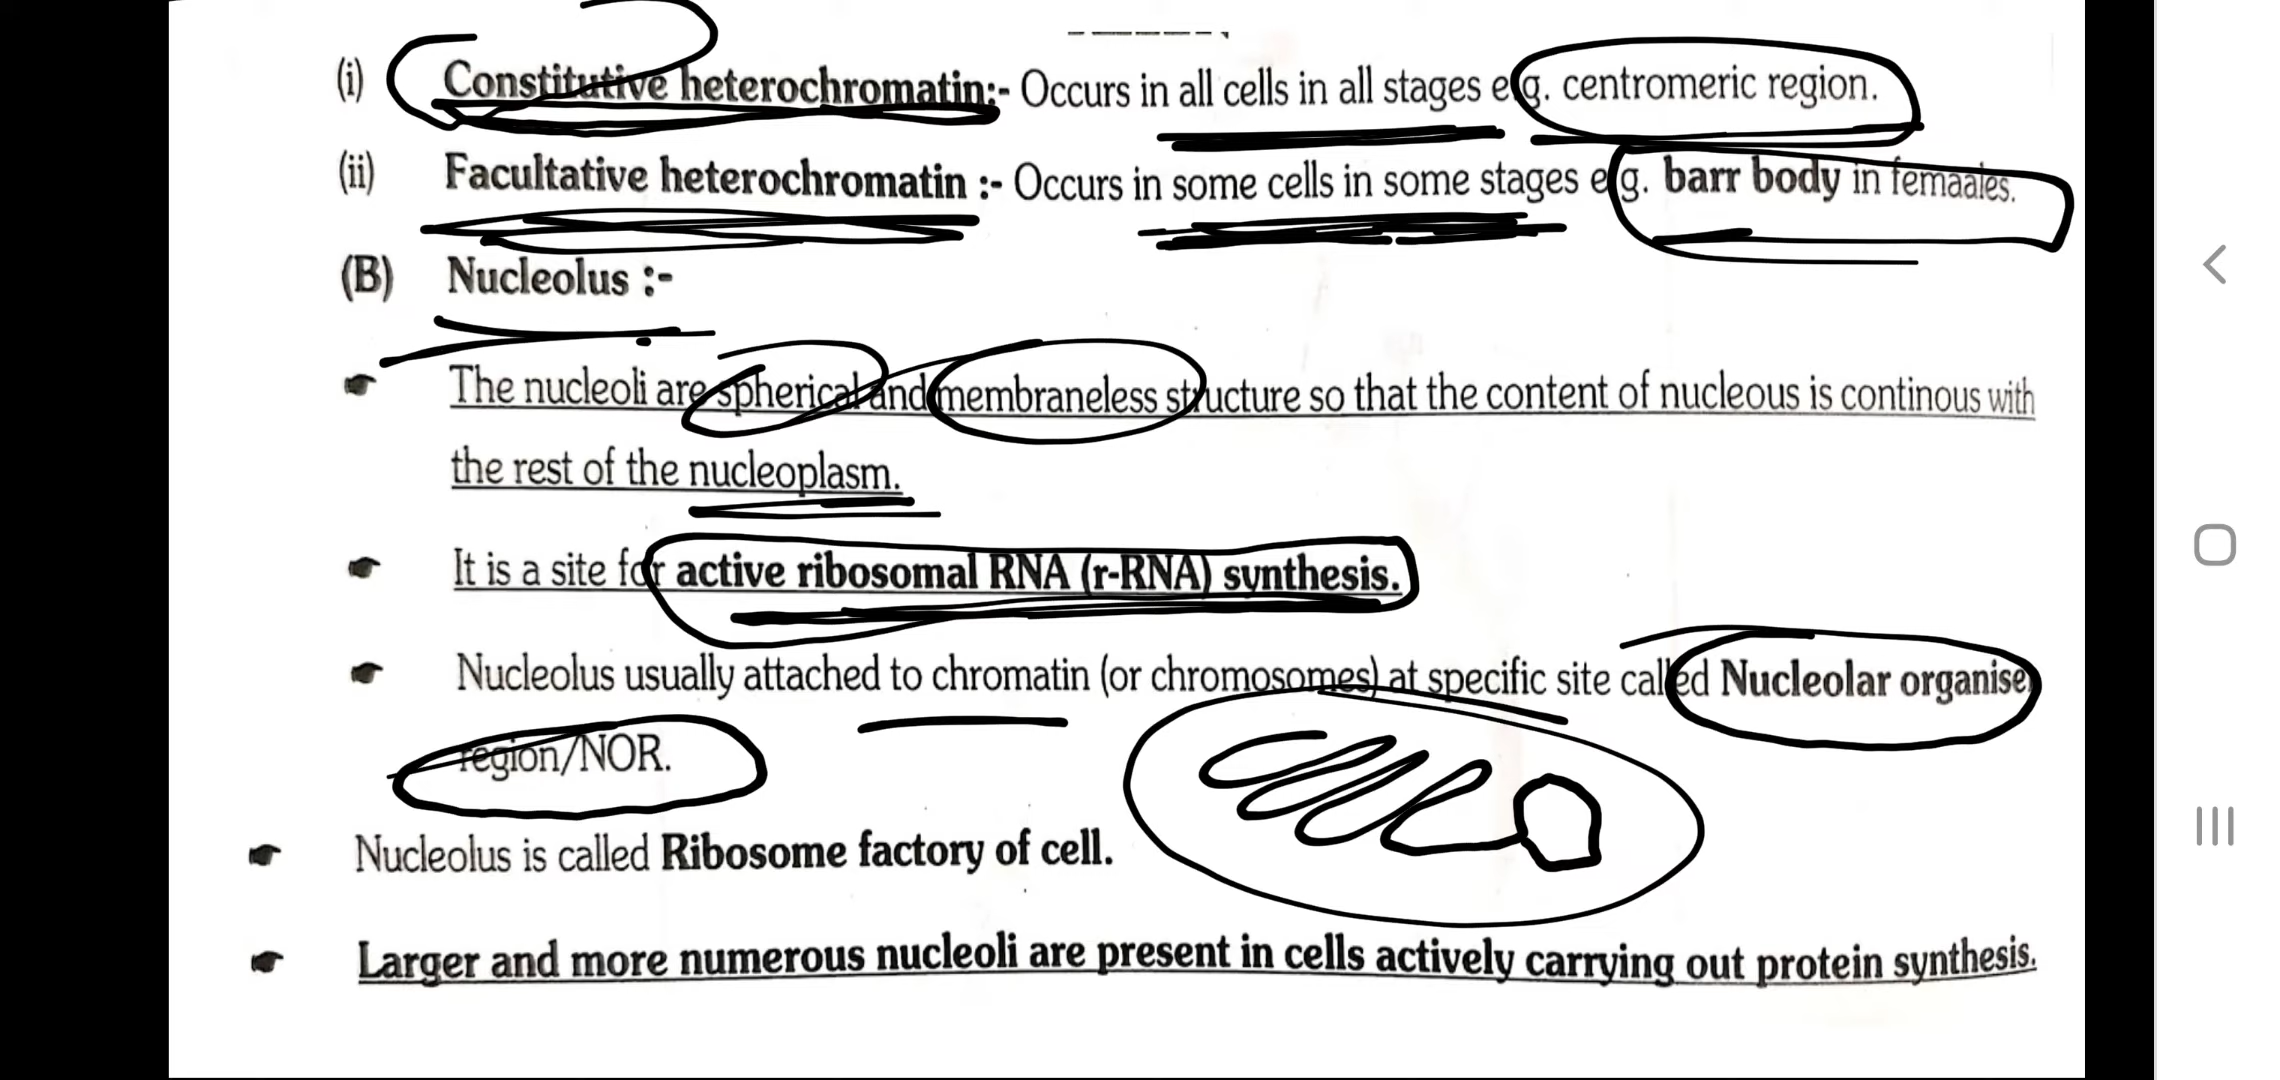 (i) Constitutive heterochromatin:- Occurs in all cells in all stages e.g. centromeric region.
(ii) Facultative heterochromatin :- Occurs in some cells in some stages e.g. barr body in femaales.
(B) Nucleolus :-
The nucleoli are spherical and membraneless structure so that the content of nucleous is continous with
the rest of the nucleoplasm.
It is a site for active ribosomal RNA (r-RNA) synthesis.
Nucleolus usually attached to chromatin (or chromosomes) at specific site called Nucleolar organiser
region/NOR.
Nucleolus is called Ribosome factory of cell.
Larger and more numerous nucleoli are present in cells actively carrying out protein synthesis.